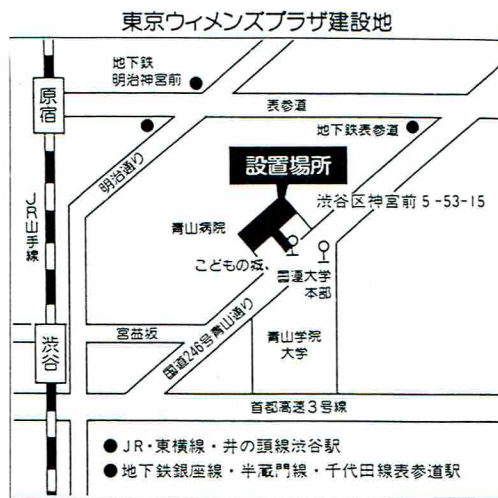 東京ウィメンズプラザ建設地
地下鉄
明治神宮前
原宿
表参道
地下鉄表参道
明治通り
設置場所
JR山手線
渋谷区神宮前5-53-15
青山病院
こどもの城
国連大学
本部
国道246号青山通り
宮益坂
渋谷
青山学院
大学
首都高速3号線
●JR・東横線・井の頭線渋谷駅
●地下鉄銀座線・半蔵門線・千代田線表参道駅